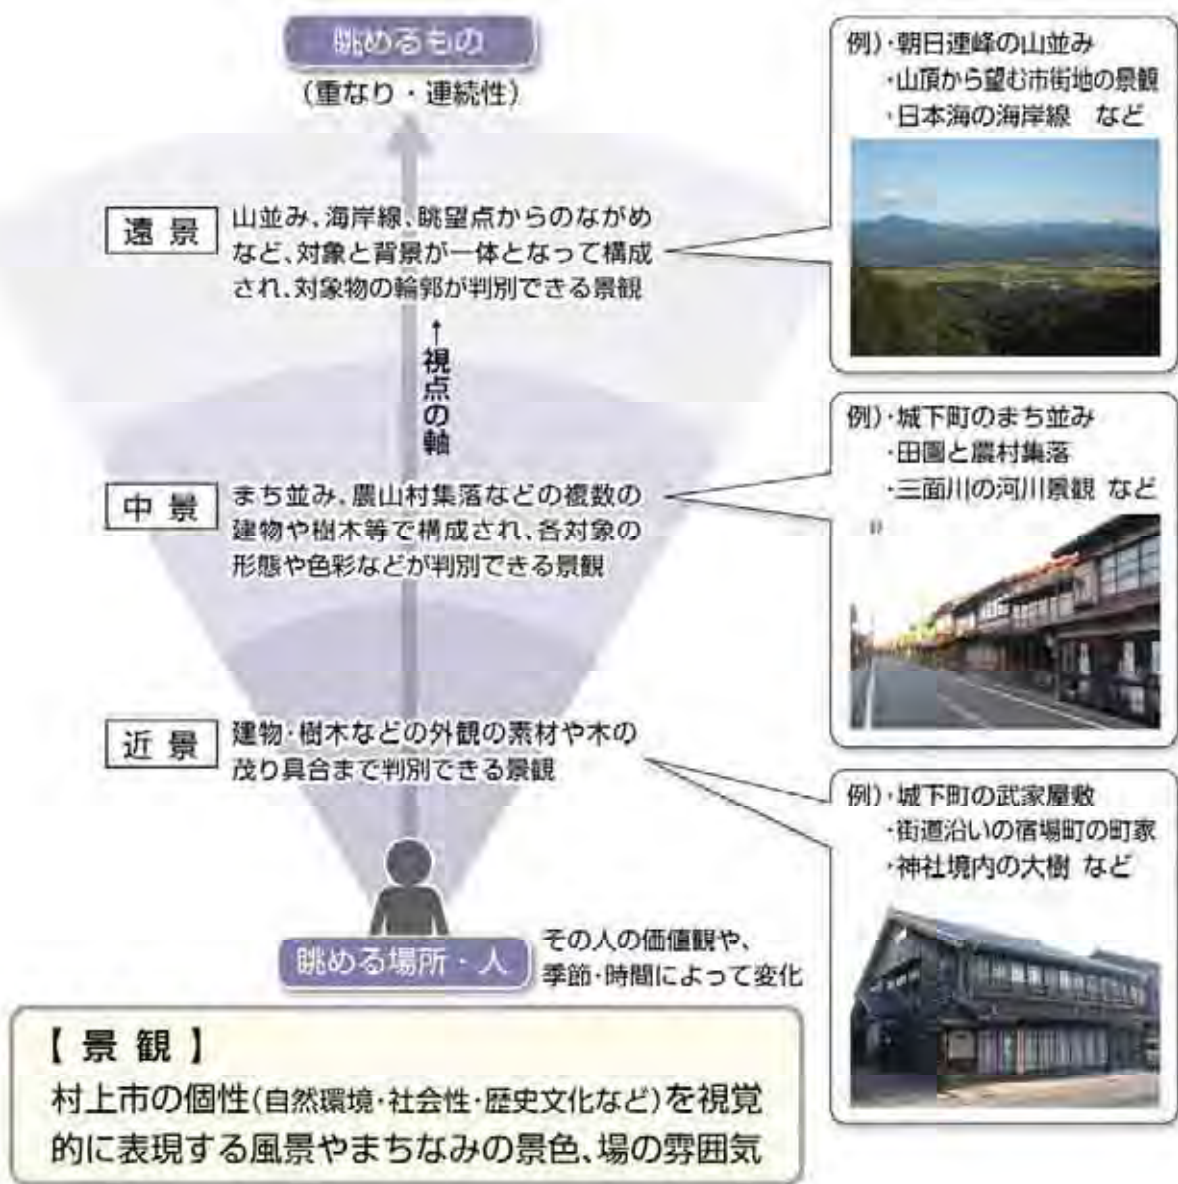 眺めるもの
(重なり・連続性)
遠景
山並み、海岸線、眺望点からのながめ
など、対象と背景が一体となって構成
され、対象物の輪郭が判別できる景観
例)・朝日連峰の山並み
・山頂から望む市街地の景観
・日本海の海岸線 など
←視点の軸
中景
まち並み、農山村集落などの複数の
建物や樹木等で構成され、各対象の
形態や色彩などが判別できる景観
例)・城下町のまち並み
・田園と農村集落
・三面川の河川景観 など
近景
建物・樹木などの外観の素材や木の
茂り具合まで判別できる景観
例)・城下町の武家屋敷
・街道沿いの宿場町の町家
・神社境内の大樹 など
眺める場所・人
その人の価値観や、
季節・時間によって変化
【景観】
村上市の個性(自然環境・社会性・歴史文化など)を視覚
的に表現する風景やまちなみの景色、場の雰囲気